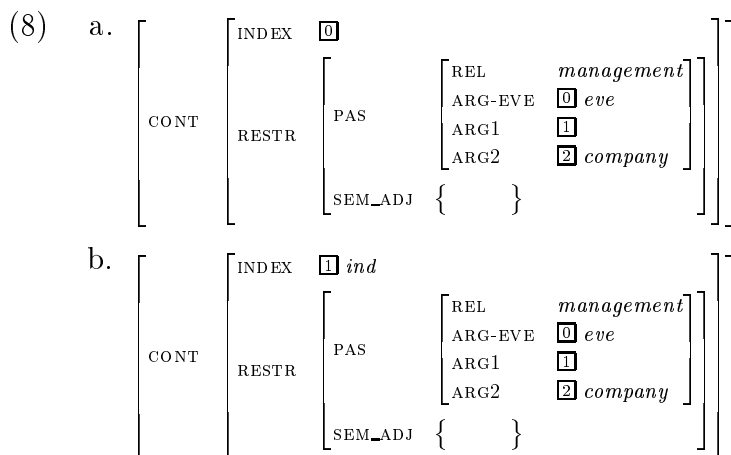 (8) a.
INDEX [0]
REL management
ARG-EVE [0] eve
PAS
CONT
ARG1 [1]
RESTR
ARG2 [2] company
SEM_ADJ { }
b.
INDEX [1] ind
REL management
ARG-EVE [0] eve
PAS
CONT
ARG1 [1]
RESTR
ARG2 [2] company
SEM_ADJ { }